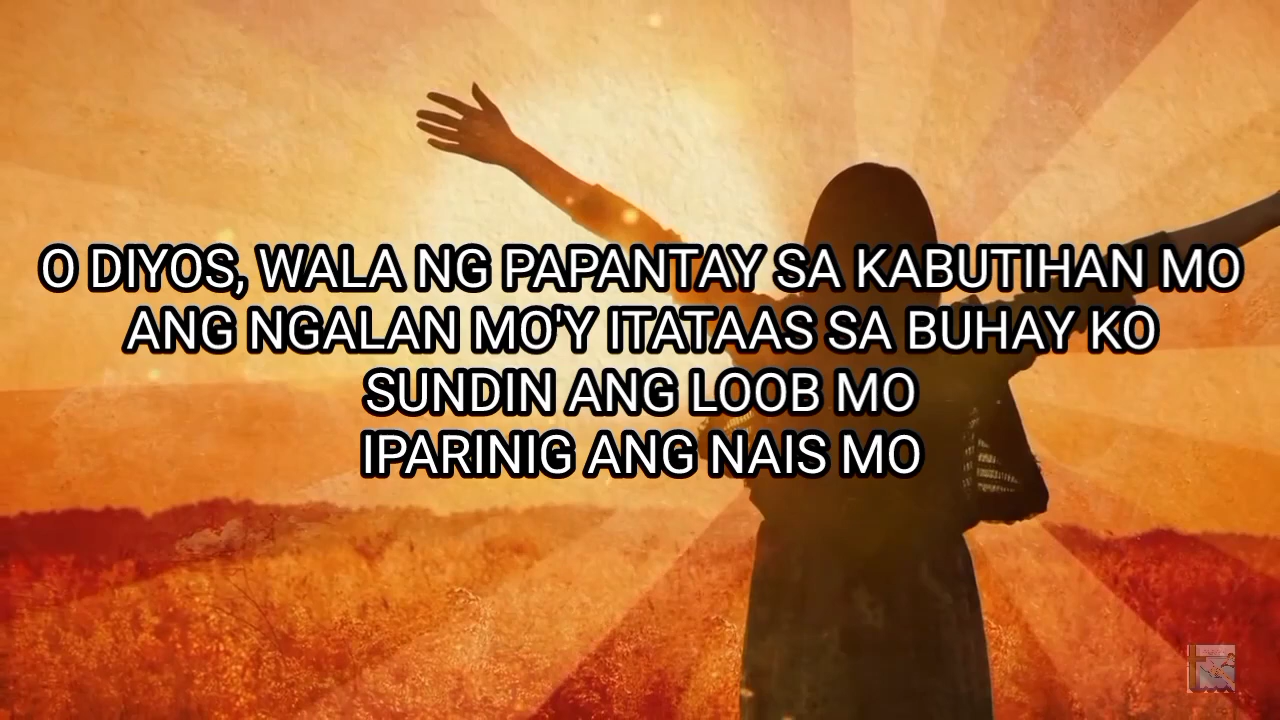 O DIYOS, WALA NG PAPANTAY SA KABUTIHAN MO
ANG NGALAN MO'Y ITATAAS SA BUHAY KO
SUNDIN ANG LOOB MO
IPARINIG ANG NAIS MO